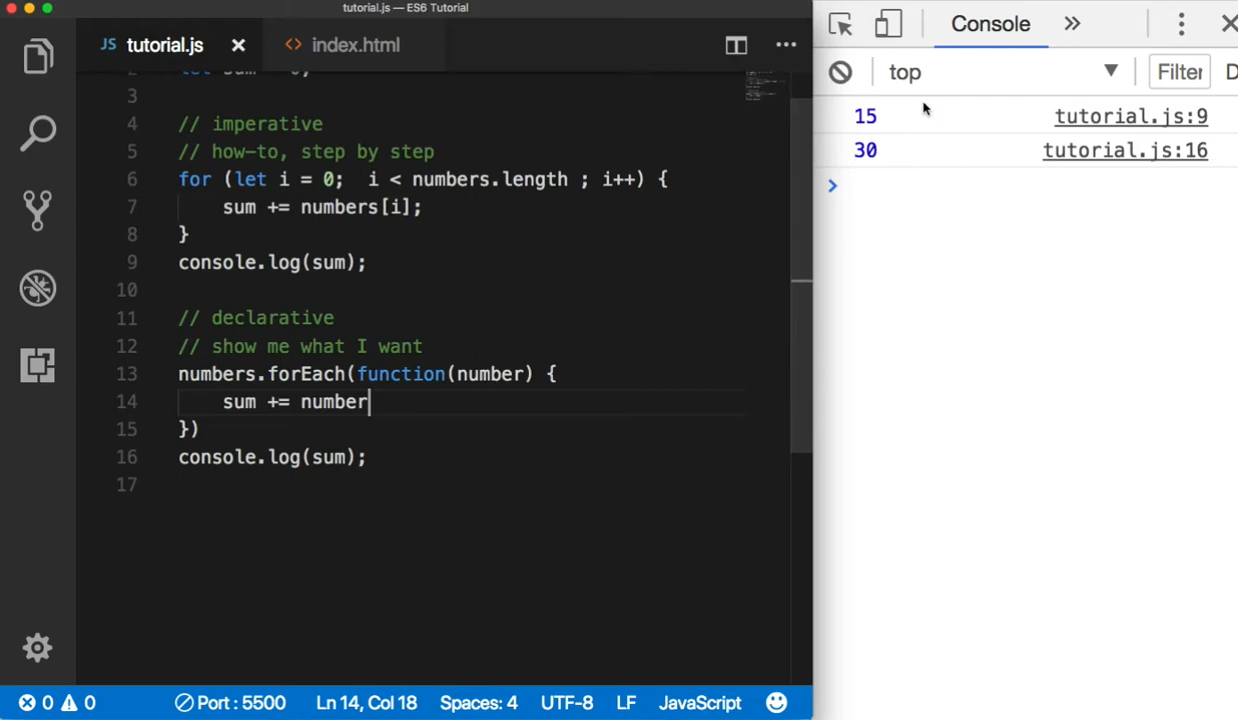 tutorial.js — ES6 Tutorial
JS tutorial.js
<> index.html
Console
top
Filter
D
2 let sum = 0;
3
4 // imperative
5 // how-to, step by step
6 for (let i = 0;  i < numbers.length ; i++) {
7 sum += numbers[i];
8 }
9 console.log(sum);
10
11 // declarative
12 // show me what I want
13 numbers.forEach(function(number) {
14 sum += number
15 })
16 console.log(sum);
17
15 tutorial.js:9
30 tutorial.js:16
>
0 0 Port : 5500 Ln 14, Col 18 Spaces: 4 UTF-8 LF JavaScript